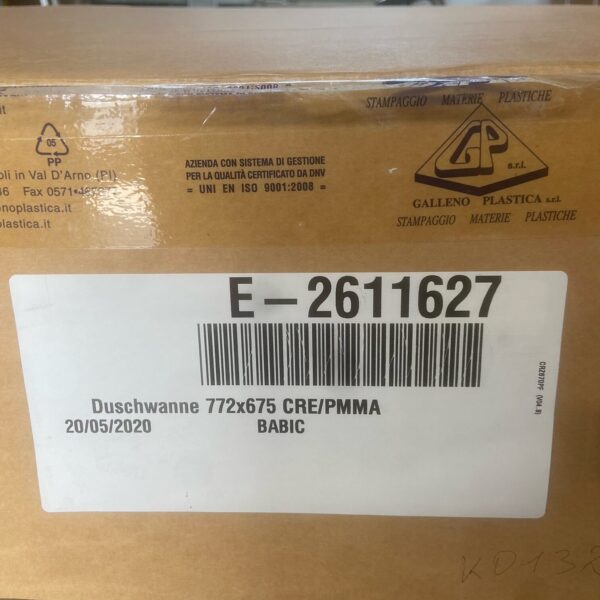 STAMPAGGIO MATERIE PLASTICHE
05
PP
oli in Val D'Arno (PI)
Fax 0571•
noplastica.it
plastica.it
AZIENDA CON SISTEMA DI GESTIONE
PER LA QUALITÀ CERTIFICATO DA DNV
= UNI EN ISO 9001:2008 =
GP
s.r.l.
GALLENO PLASTICA s.r.l.
STAMPAGGIO MATERIE PLASTICHE
E-2611627
Duschwanne 772x675 CRE/PMMA
20/05/2020 BABIC